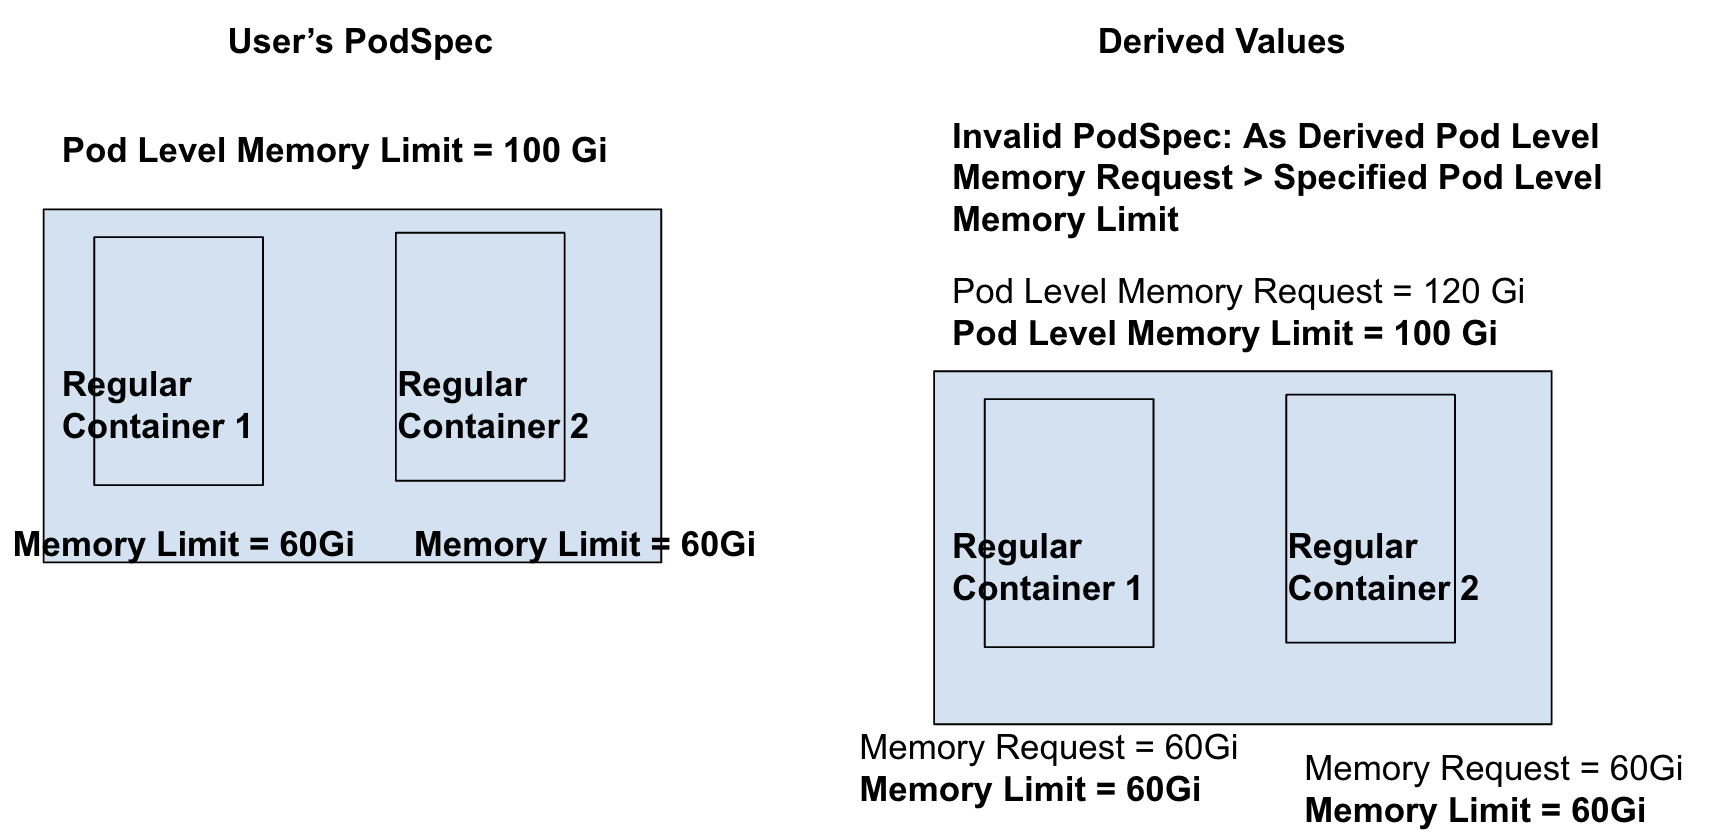 User’s PodSpec
Pod Level Memory Limit = 100 Gi
Regular
Container 1
Regular
Container 2
Memory Limit = 60Gi
Memory Limit = 60Gi
Derived Values
Invalid PodSpec: As Derived Pod Level
Memory Request > Specified Pod Level
Memory Limit
Pod Level Memory Request = 120 Gi
Pod Level Memory Limit = 100 Gi
Regular
Container 1
Regular
Container 2
Memory Request = 60Gi
Memory Limit = 60Gi
Memory Request = 60Gi
Memory Limit = 60Gi